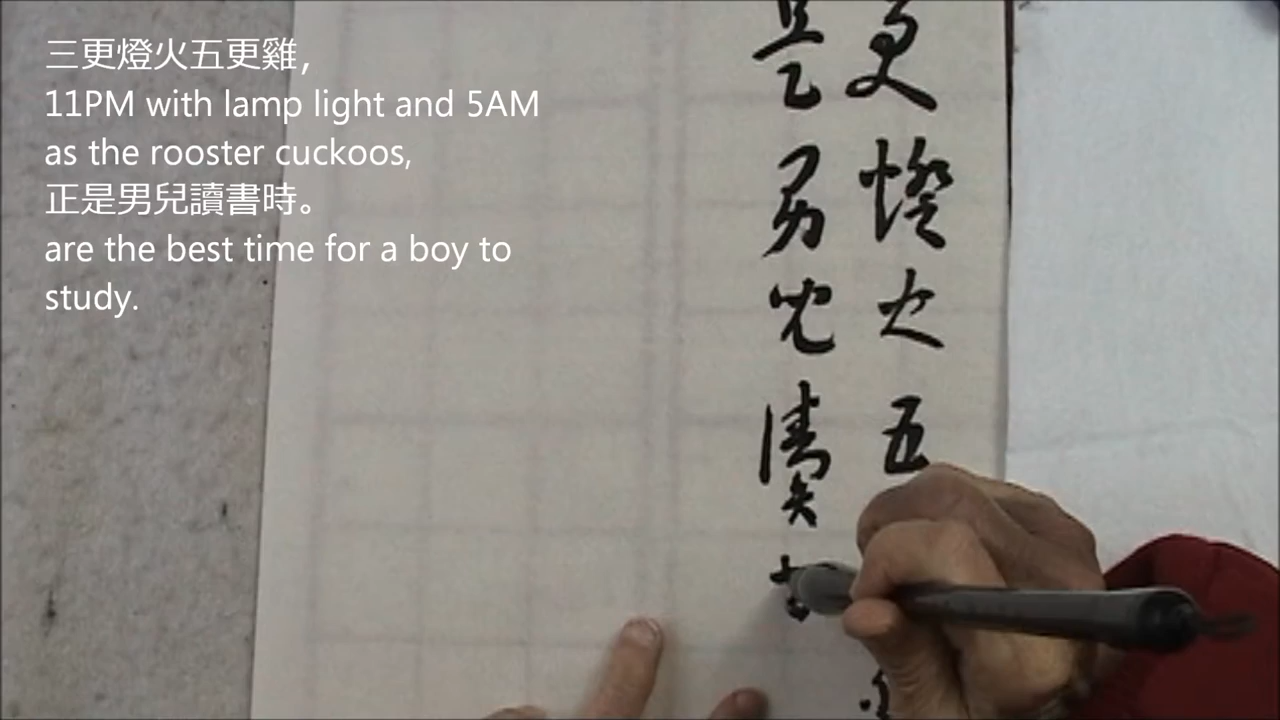 三更燈火五更雞，
11PM with lamp light and 5AM
as the rooster cuckoos,
正是男兒讀書時。
are the best time for a boy to
study.
更燈火五
是男兒讀